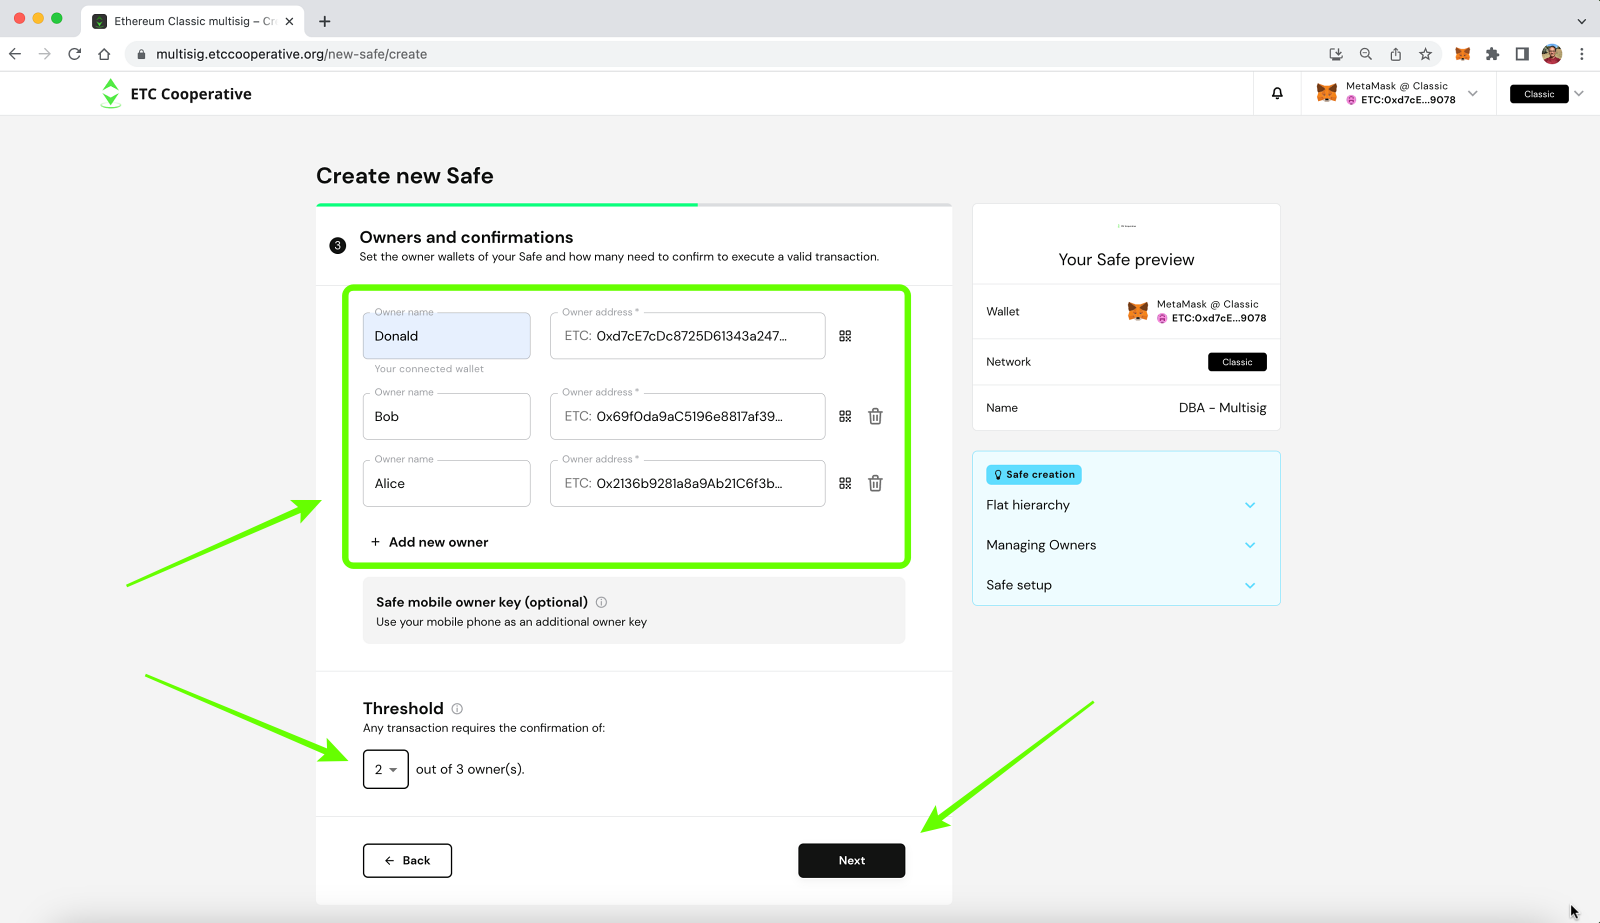 Ethereum Classic multisig – Cr
multisig.etccooperative.org/new-safe/create
ETC Cooperative
MetaMask @ Classic
ETC:0xd7cE...9078
Classic
Create new Safe
3
Owners and confirmations
Set the owner wallets of your Safe and how many need to confirm to execute a valid transaction.
Owner name
Donald
Your connected wallet
Owner address *
ETC: 0xd7cE7cDc8725D61343a247...
Owner name
Bob
Owner address *
ETC: 0x69f0da9aC5196e8817af39...
Owner name
Alice
Owner address *
ETC: 0x2136b9281a8a9Ab21C6f3b...
+ Add new owner
Safe mobile owner key (optional)
Use your mobile phone as an additional owner key
Threshold
Any transaction requires the confirmation of:
2 out of 3 owner(s).
Back
Next
Your Safe preview
Wallet
MetaMask @ Classic
ETC:0xd7cE...9078
Network
Classic
Name
DBA - Multisig
Safe creation
Flat hierarchy
Managing Owners
Safe setup